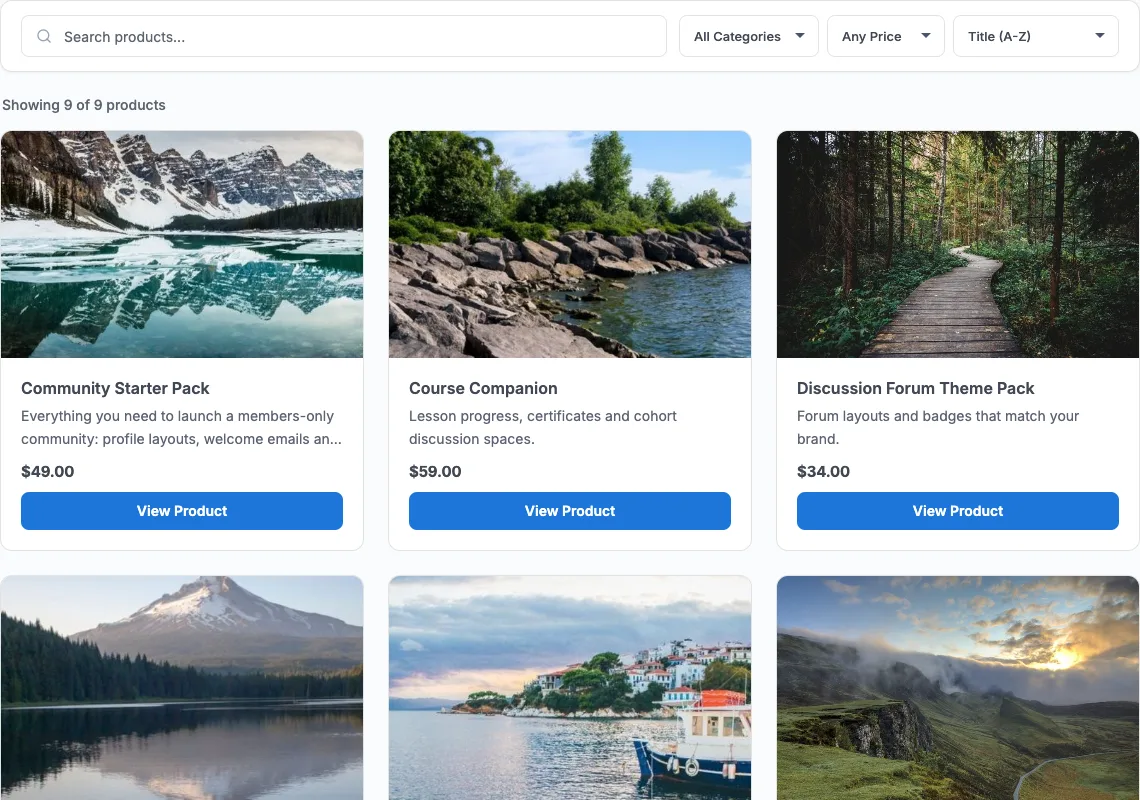 Search products...
All Categories
Any Price
Title (A-Z)
Showing 9 of 9 products
Community Starter Pack
Everything you need to launch a members-only
community: profile layouts, welcome emails an...
$49.00
View Product
Course Companion
Lesson progress, certificates and cohort
discussion spaces.
$59.00
View Product
Discussion Forum Theme Pack
Forum layouts and badges that match your
brand.
$34.00
View Product